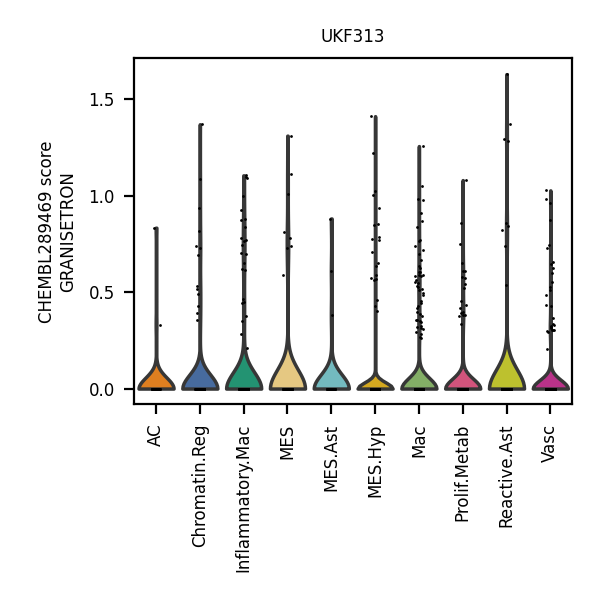 UKF313
CHEMBL289469 score
GRANISETRON
1.5
1.0
0.5
0.0
AC
Chromatin.Reg
Inflammatory.Mac
MES
MES.Ast
MES.Hyp
Mac
Prolif.Metab
Reactive.Ast
Vasc